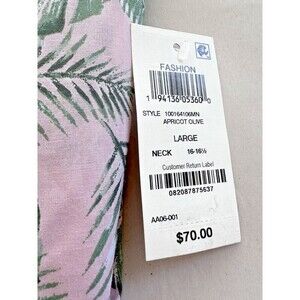 FASHION
1 94136 05360 0
STYLE 100164106MN
APRICOT OLIVE
LARGE
NECK 16-16½
Customer Return Label
082087875637
AA06-001
$70.00